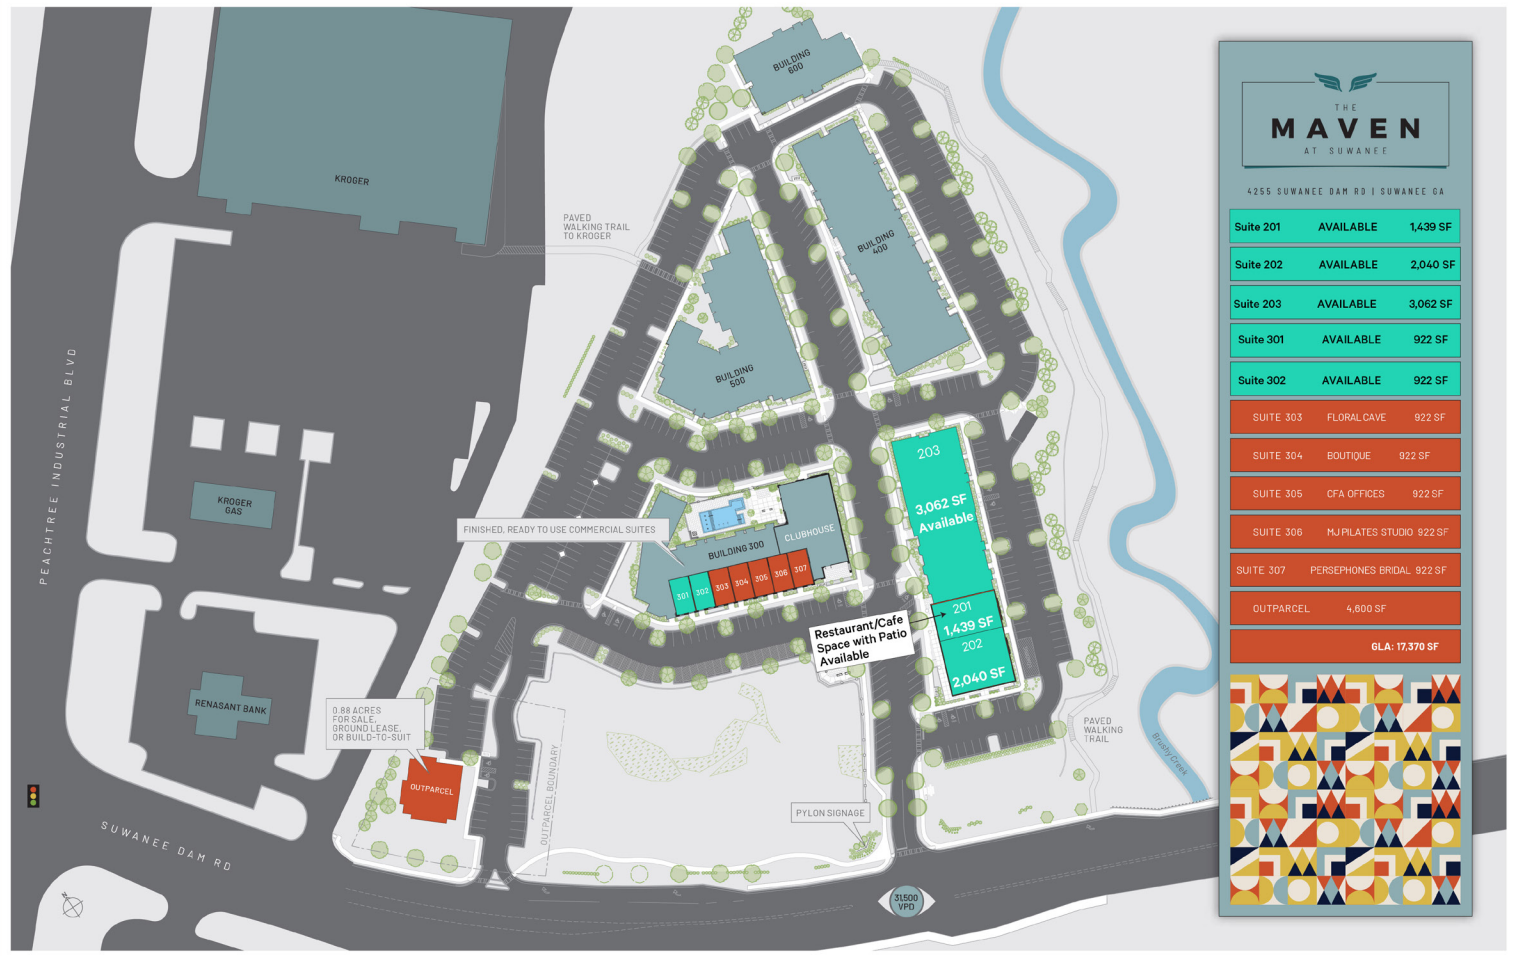 BUILDING
600
KROGER
PAVED
WALKING TRAIL
TO KROGER
BUILDING
400
BUILDING
500
PEACHTREE INDUSTRIAL BLVD
KROGER
GAS
FINISHED, READY TO USE COMMERCIAL SUITES
BUILDING 300
CLUBHOUSE
301 302 303 304 305 306 307
203
3,062 SF
Available
201
1,439 SF
202
2,040 SF
Restaurant/Cafe
Space with Patio
Available
RENASANT BANK
0.88 ACRES
FOR SALE,
GROUND LEASE,
OR BUILD-TO-SUIT
OUTPARCEL
OUTPARCEL BOUNDARY
PYLON SIGNAGE
PAVED
WALKING
TRAIL
Brushy Creek
SUWANEE DAM RD
31,500
VPD
THE
MAVEN
AT SUWANEE
4255 SUWANEE DAM RD | SUWANEE GA
Suite 201 AVAILABLE 1,439 SF
Suite 202 AVAILABLE 2,040 SF
Suite 203 AVAILABLE 3,062 SF
Suite 301 AVAILABLE 922 SF
Suite 302 AVAILABLE 922 SF
SUITE 303 FLORAL CAVE 922 SF
SUITE 304 BOUTIQUE 922 SF
SUITE 305 CFA OFFICES 922 SF
SUITE 306 MJ PILATES STUDIO 922 SF
SUITE 307 PERSEPHONES BRIDAL 922 SF
OUTPARCEL 4,600 SF
GLA: 17,370 SF